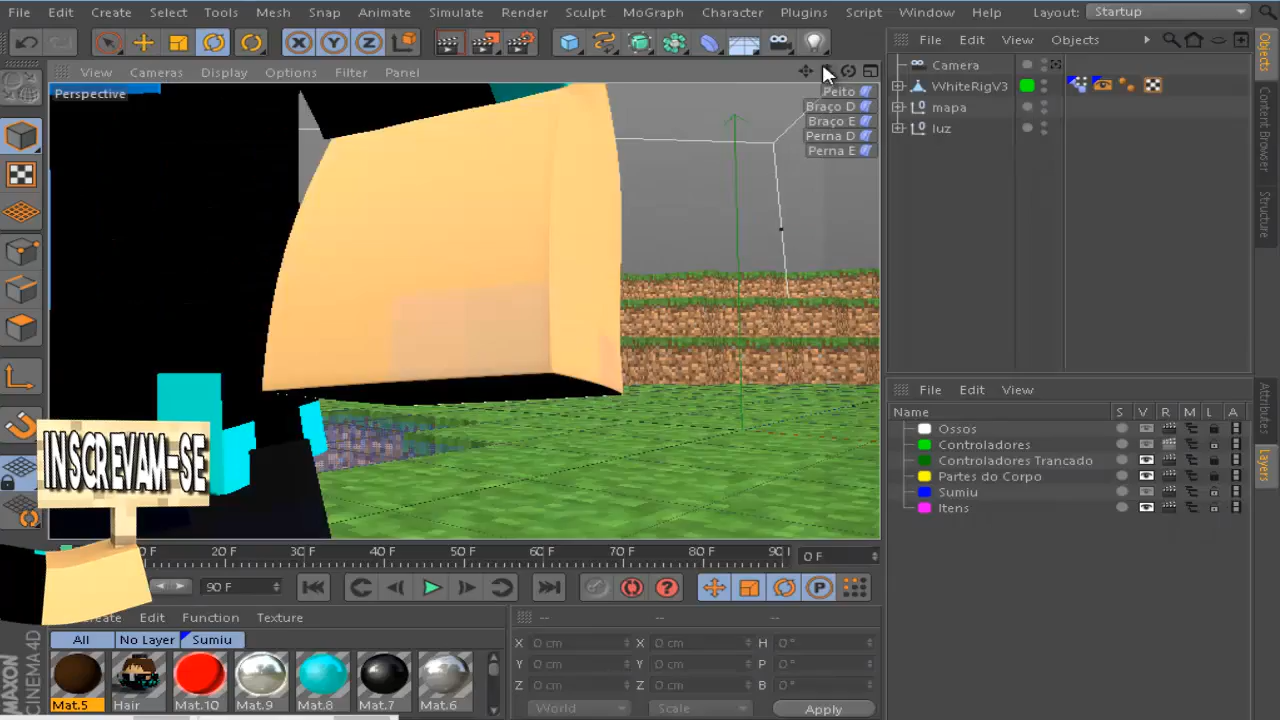 File Edit Create Select Tools Mesh Snap Animate Simulate Render Sculpt MoGraph Character Plugins Script Window Help Layout: Startup
X Y Z
File Edit View Objects
View Cameras Display Options Filter Panel
Perspective
Peito
Braço D
Braço E
Perna D
Perna E
Camera
WhiteRigV3
mapa
luz
Objects
Content Browser
Structure
File Edit View
Name S V R M L A
Ossos
Controladores
Controladores Trancado
Partes do Corpo
Sumiu
Itens
Attributes
Layers
INSCREVAM-SE
20 F 30 F 40 F 50 F 60 F 70 F 80 F 0 F
90 F
P
Edit Function Texture
All No Layer Sumiu
Mat.5 Hair Mat.10 Mat.9 Mat.8 Mat.7 Mat.6
-- -- --
X 0 cm X 0 cm H 0 °
Y 0 cm Y 0 cm P 0 °
Z 0 cm Z 0 cm B 0 °
World Scale Apply
MAXON
CINEMA 4D